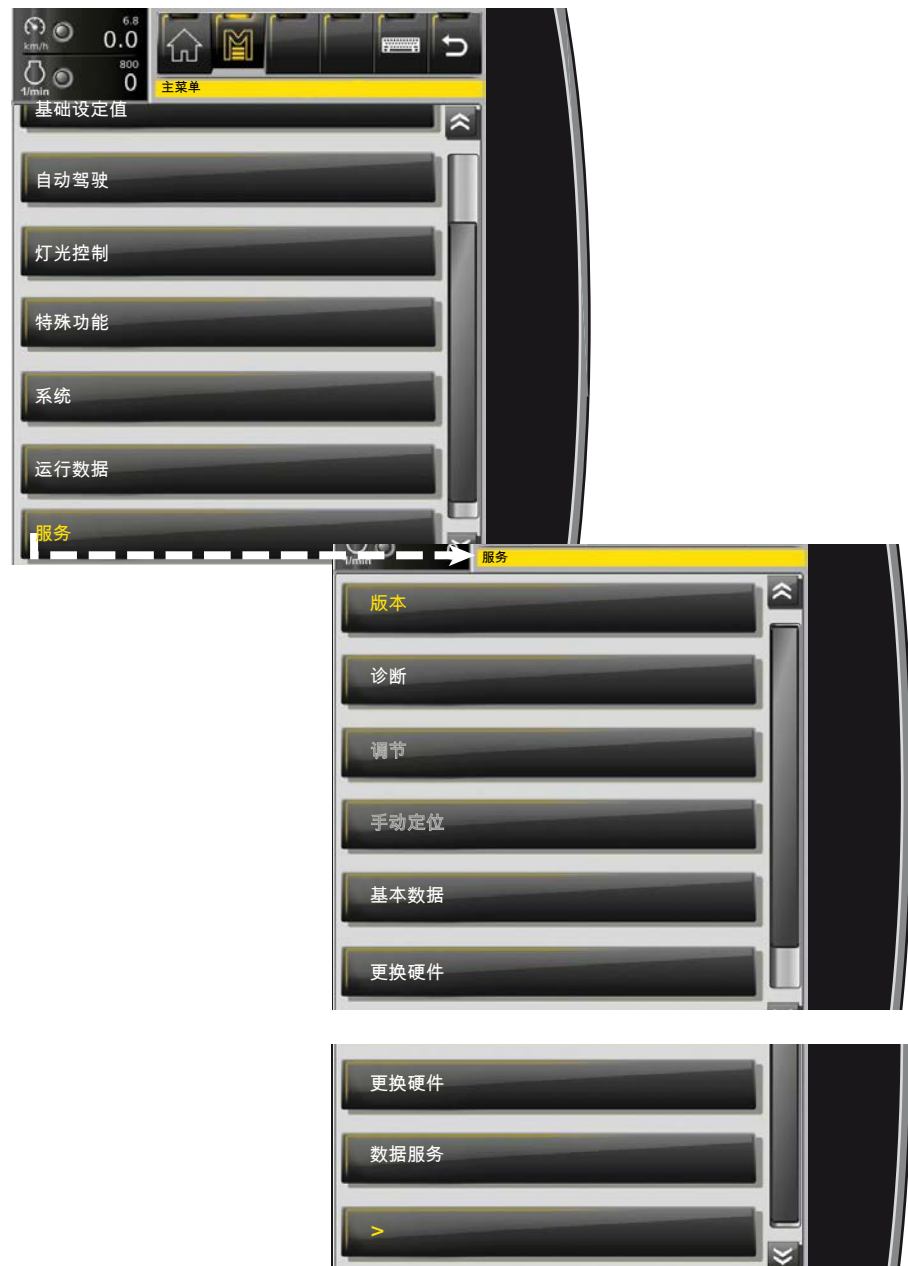 6.8
km/h 0.0
800
1/min 0
主菜单
基础设定值
自动驾驶
灯光控制
特殊功能
系统
运行数据
服务
1/min
服务
版本
诊断
调节
手动定位
基本数据
更换硬件
更换硬件
数据服务
>